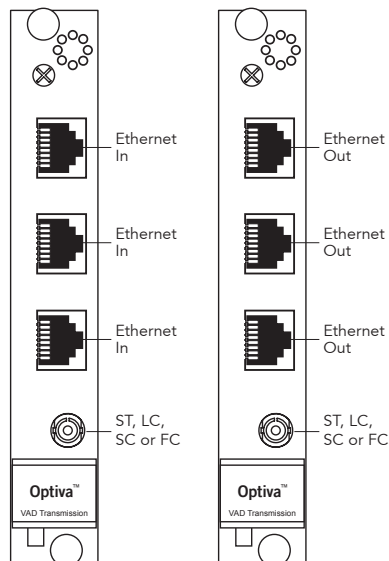 Ethernet
In
Ethernet
In
Ethernet
In
ST, LC,
SC or FC
Optiva™
VAD Transmission
Ethernet
Out
Ethernet
Out
Ethernet
Out
ST, LC,
SC or FC
Optiva™
VAD Transmission